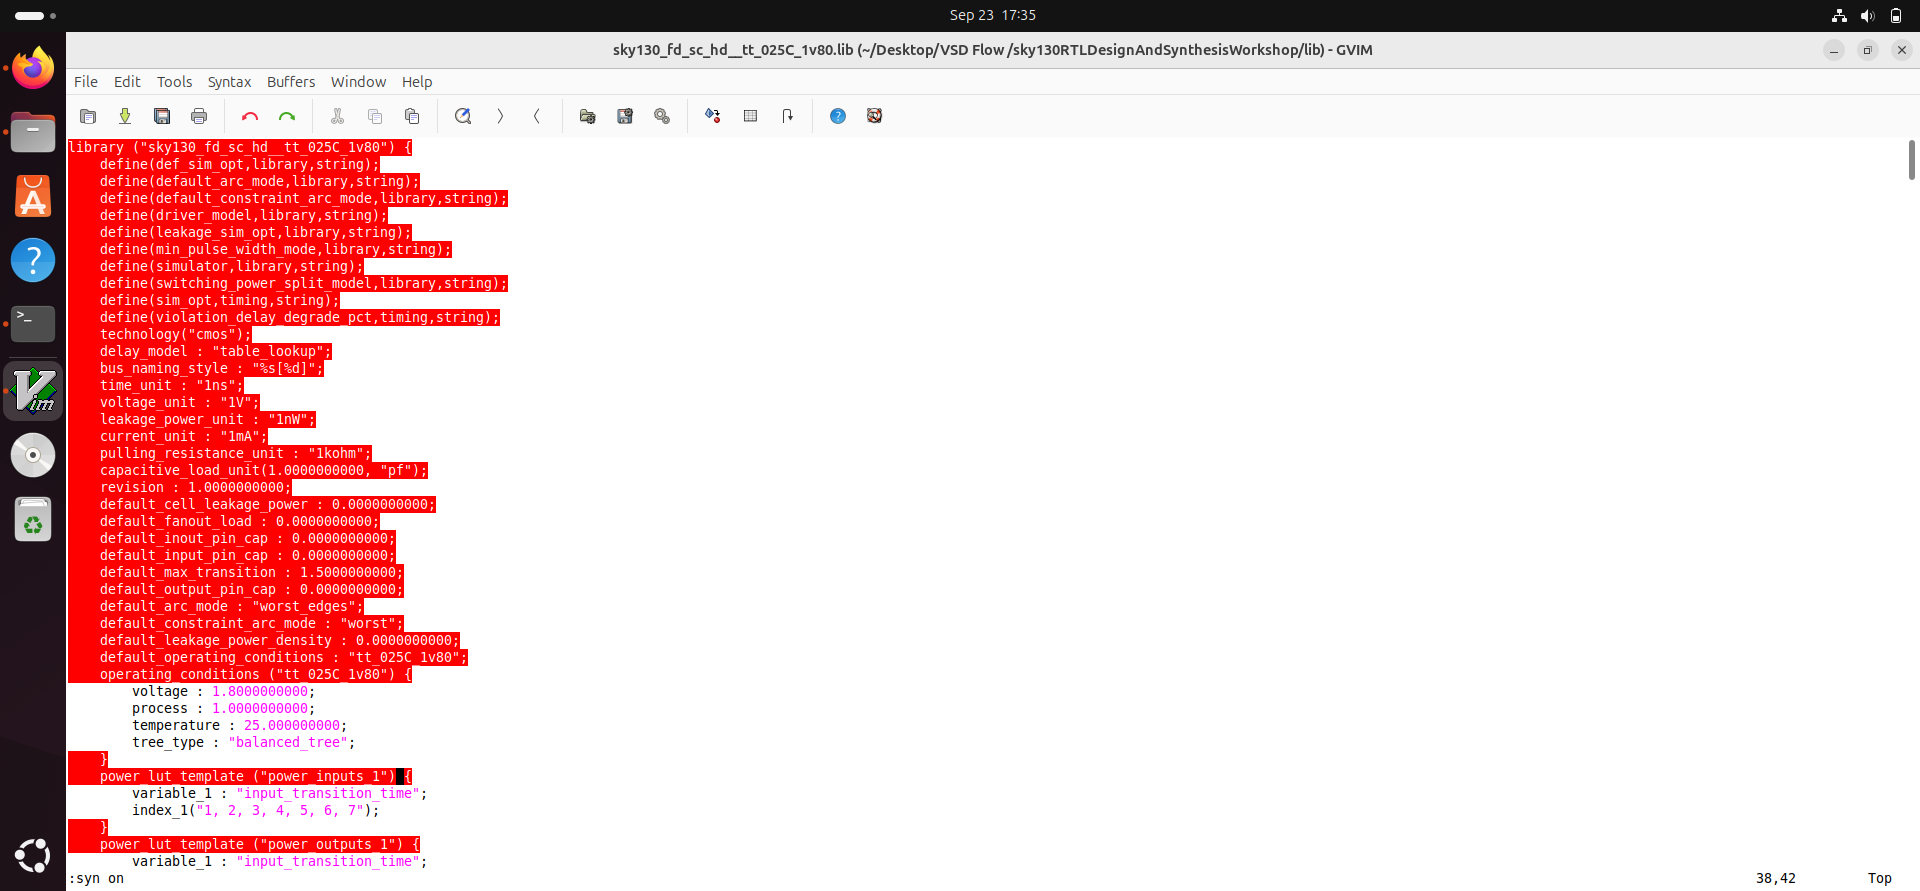 Sep 23 17:35
sky130_fd_sc_hd__tt_025C_1v80.lib (~/Desktop/VSD Flow /sky130RTLDesignAndSynthesisWorkshop/lib) - GVIM
File Edit Tools Syntax Buffers Window Help
library ("sky130_fd_sc_hd__tt_025C_1v80") {
    define(def_sim_opt,library,string);
    define(default_arc_mode,library,string);
    define(default_constraint_arc_mode,library,string);
    define(driver_model,library,string);
    define(leakage_sim_opt,library,string);
    define(min_pulse_width_mode,library,string);
    define(simulator,library,string);
    define(switching_power_split_model,library,string);
    define(sim_opt,timing,string);
    define(violation_delay_degrade_pct,timing,string);
    technology("cmos");
    delay_model : "table_lookup";
    bus_naming_style : "%s[%d]";
    time_unit : "1ns";
    voltage_unit : "1V";
    leakage_power_unit : "1nW";
    current_unit : "1mA";
    pulling_resistance_unit : "1kohm";
    capacitive_load_unit(1.0000000000, "pf");
    revision : 1.0000000000;
    default_cell_leakage_power : 0.0000000000;
    default_fanout_load : 0.0000000000;
    default_inout_pin_cap : 0.0000000000;
    default_input_pin_cap : 0.0000000000;
    default_max_transition : 1.5000000000;
    default_output_pin_cap : 0.0000000000;
    default_arc_mode : "worst_edges";
    default_constraint_arc_mode : "worst";
    default_leakage_power_density : 0.0000000000;
    default_operating_conditions : "tt_025C_1v80";
    operating_conditions ("tt_025C_1v80") {
        voltage : 1.8000000000;
        process : 1.0000000000;
        temperature : 25.000000000;
        tree_type : "balanced_tree";
    }
    power_lut_template ("power_inputs_1") {
        variable_1 : "input_transition_time";
        index_1("1, 2, 3, 4, 5, 6, 7");
    }
    power_lut_template ("power_outputs_1") {
        variable_1 : "input_transition_time";
:syn on 38,42 Top